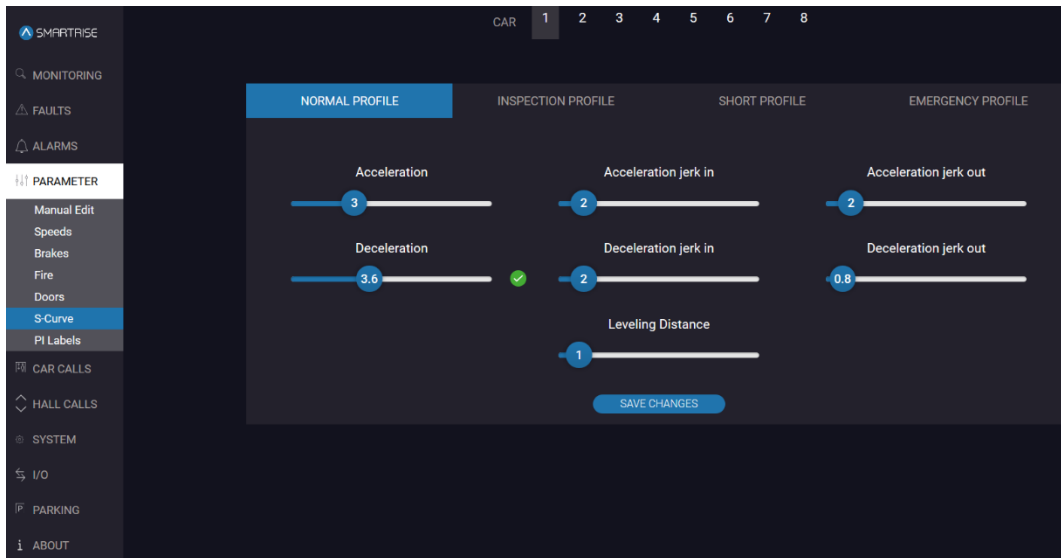 SMARTRISE
CAR 1 2 3 4 5 6 7 8
MONITORING
FAULTS
ALARMS
PARAMETER
Manual Edit
Speeds
Brakes
Fire
Doors
S-Curve
PI Labels
CAR CALLS
HALL CALLS
SYSTEM
I/O
P PARKING
i ABOUT
NORMAL PROFILE INSPECTION PROFILE SHORT PROFILE EMERGENCY PROFILE
Acceleration Acceleration jerk in Acceleration jerk out
3 2 2
Deceleration Deceleration jerk in Deceleration jerk out
3.6 2 0.8
Leveling Distance
1
SAVE CHANGES